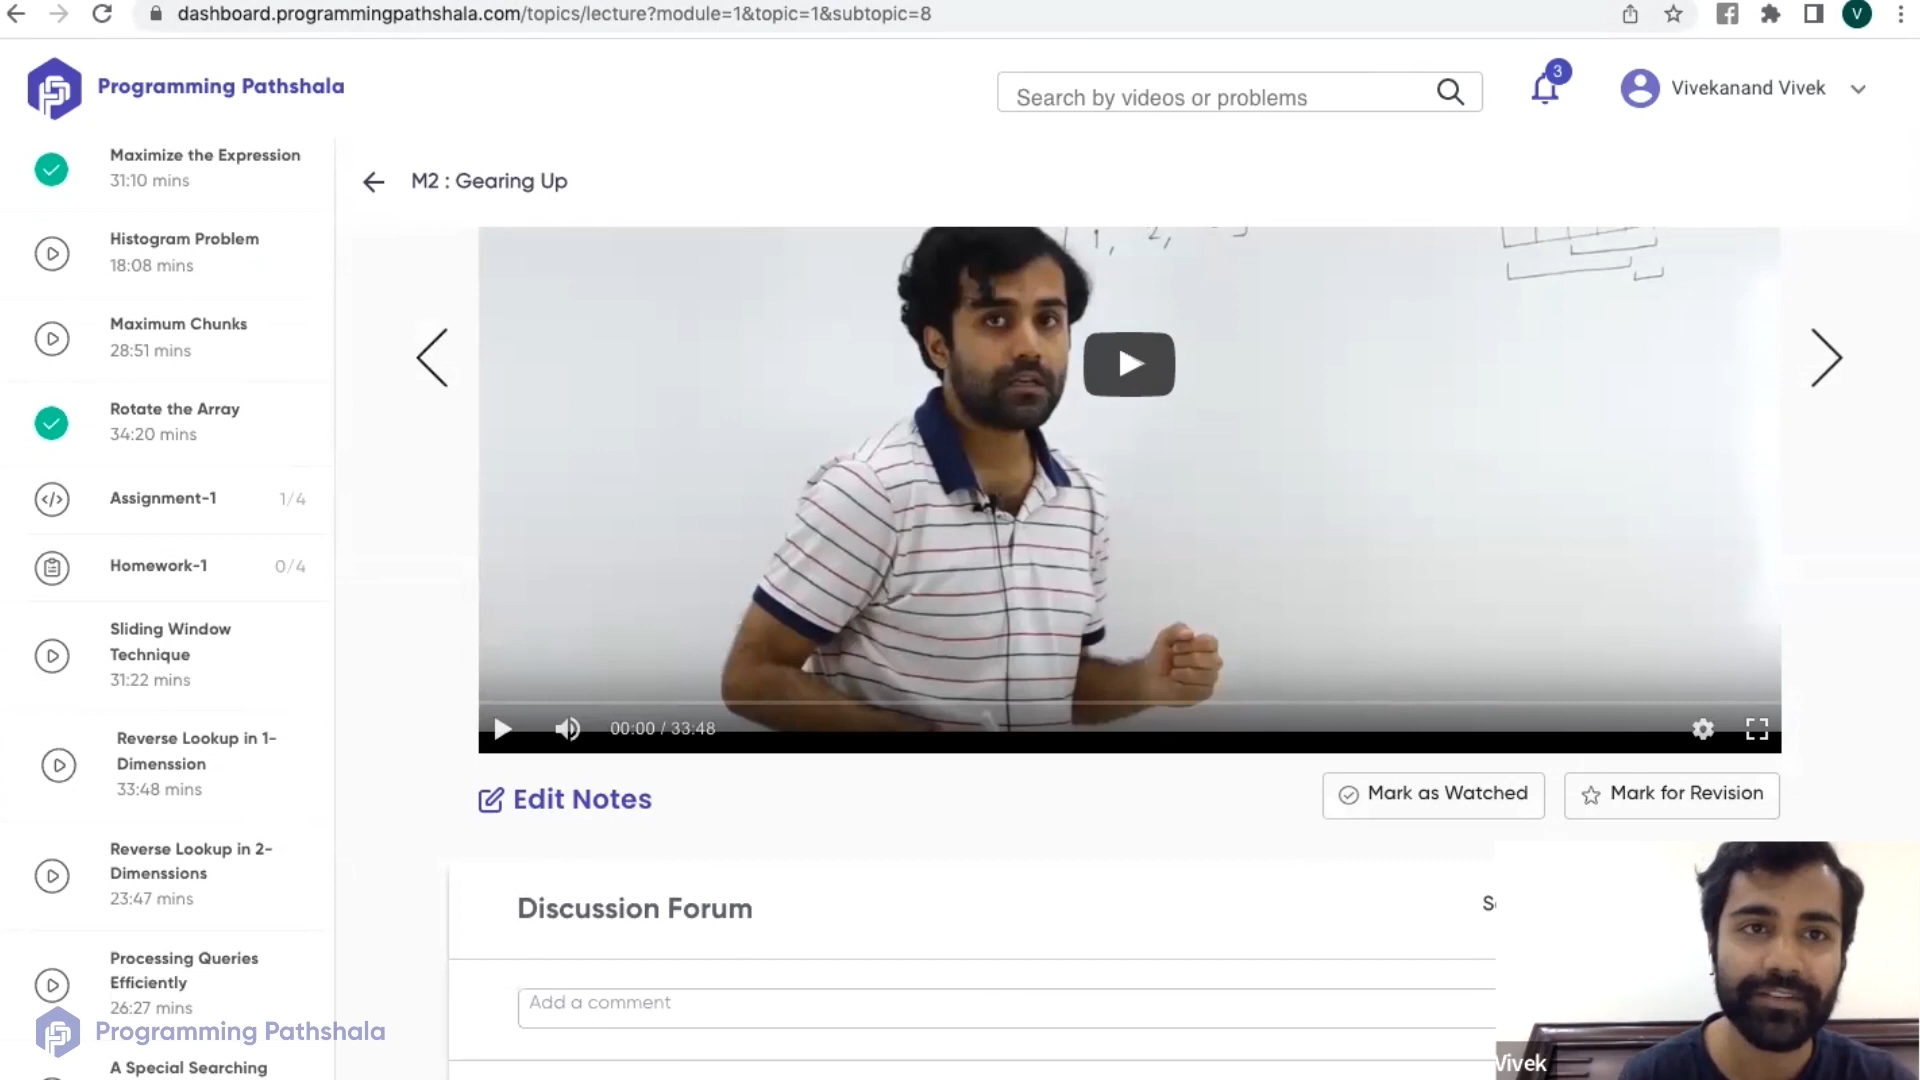 dashboard.programmingpathshala.com/topics/lecture?module=1&topic=1&subtopic=8
V
Programming Pathshala
Search by videos or problems
3
Vivekanand Vivek
Maximize the Expression
31:10 mins
Histogram Problem
18:08 mins
Maximum Chunks
28:51 mins
Rotate the Array
34:20 mins
Assignment-1 1/4
Homework-1 0/4
Sliding Window
Technique
31:22 mins
Reverse Lookup in 1-
Dimenssion
33:48 mins
Reverse Lookup in 2-
Dimenssions
23:47 mins
Processing Queries
Efficiently
26:27 mins
Programming Pathshala
A Special Searching
M2 : Gearing Up
1, 2,
00:00 / 33:48
Edit Notes
Mark as Watched
Mark for Revision
Discussion Forum
Add a comment
Vivek